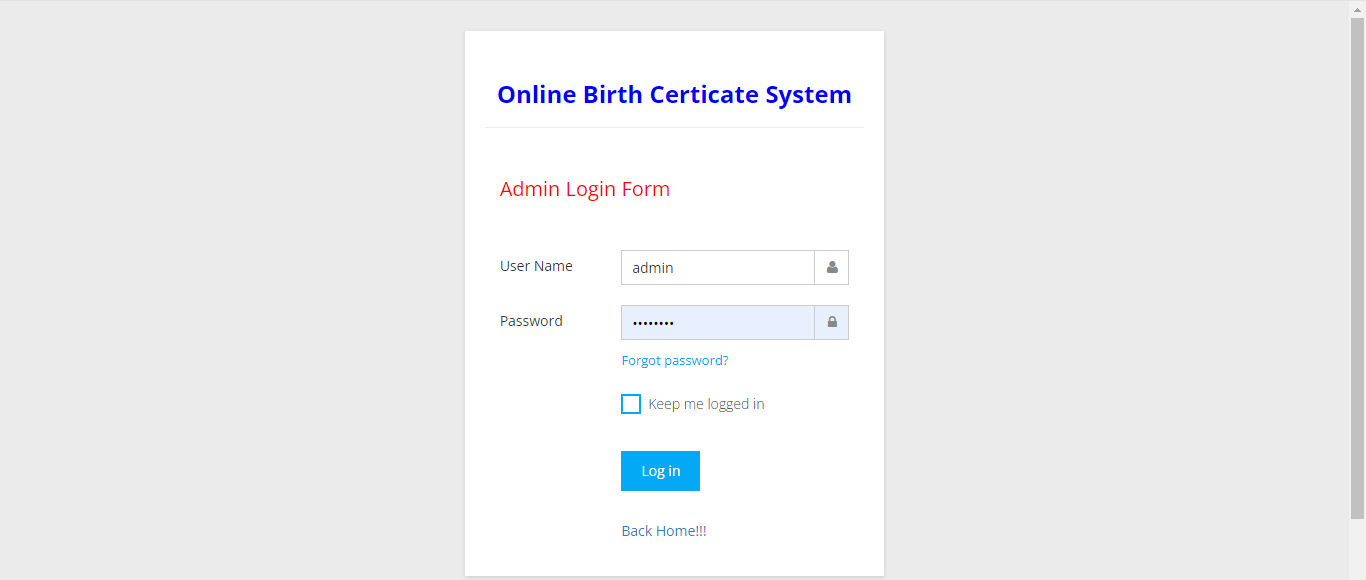 Online Birth Certicate System
Admin Login Form
User Name
admin
Password
••••••••
Forgot password?
Keep me logged in
Log in
Back Home!!!